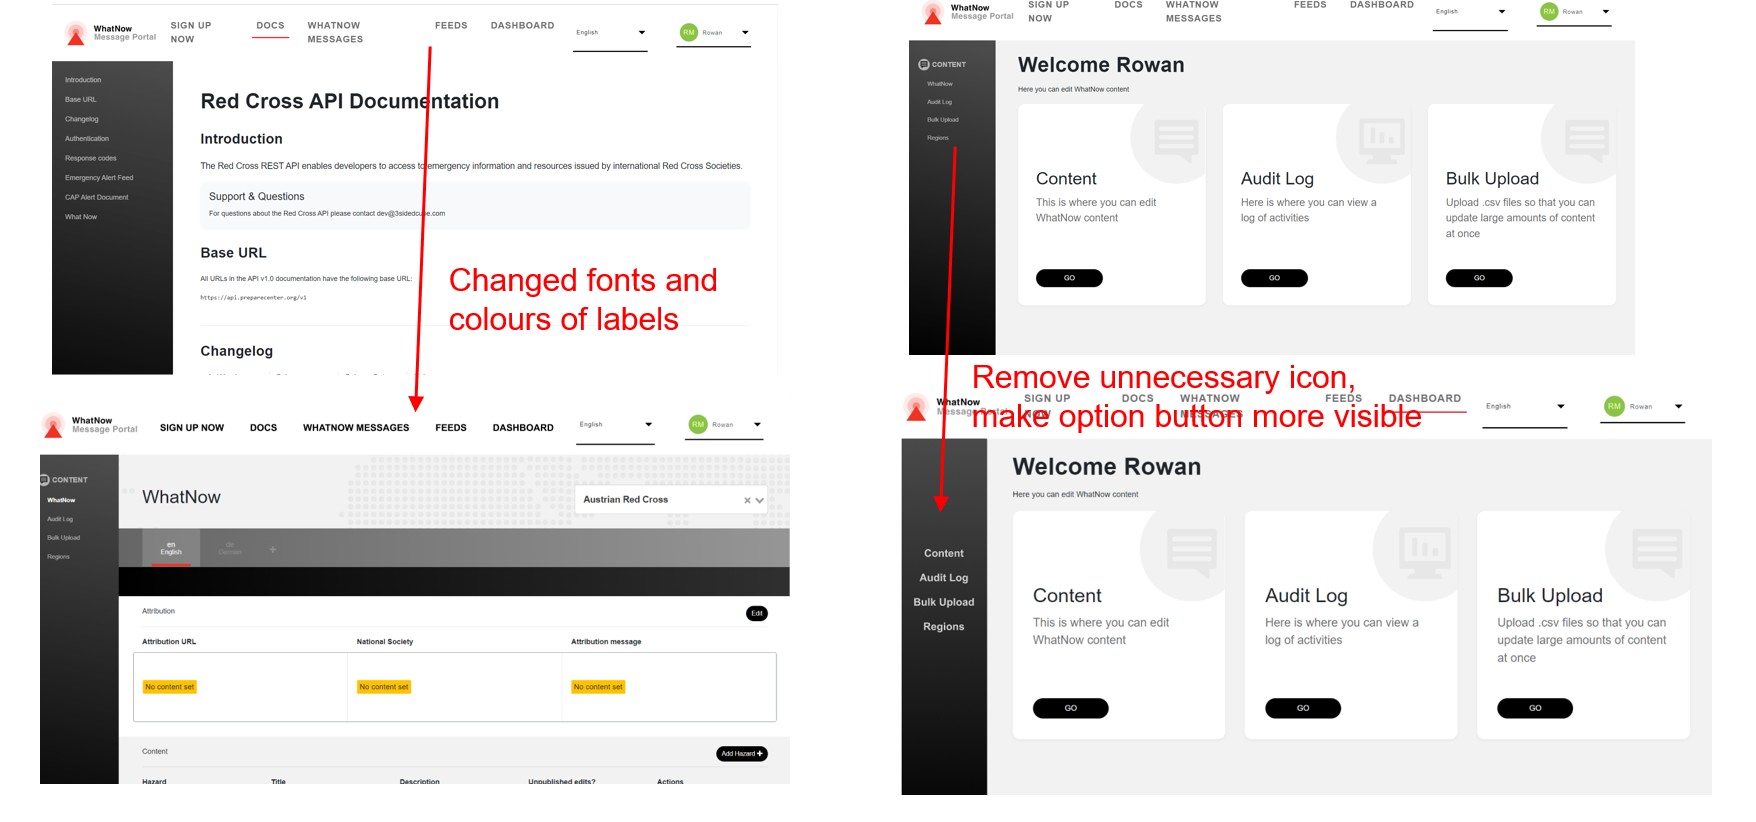 WhatNow
Message Portal
SIGN UP
NOW
DOCS
WHATNOW
MESSAGES
FEEDS
DASHBOARD
English
RM
Rowan
Introduction
Base URL
Changelog
Authentication
Response codes
Emergency Alert Feed
CAP Alert Document
What Now
Red Cross API Documentation
Introduction
The Red Cross REST API enables developers to access to emergency information and resources issued by international Red Cross Societies.
Support & Questions
For questions about the Red Cross API please contact dev@3sidedcube.com
Base URL
All URLs in the API v1.0 documentation have the following base URL:
https://api.preparecenter.org/v1
Changelog
Changed fonts and
colours of labels
WhatNow
Message Portal
SIGN UP NOW
DOCS
WHATNOW MESSAGES
FEEDS
DASHBOARD
English
RM
Rowan
CONTENT
WhatNow
Audit Log
Bulk Upload
Regions
WhatNow
Austrian Red Cross
en
English
de
German
Attribution
Edit
Attribution URL
National Society
Attribution message
No content set
No content set
No content set
Content
Add Hazard +
Hazard
Title
Description
Unpublished edits?
Actions
WhatNow
Message Portal
SIGN UP
NOW
DOCS
WHATNOW
MESSAGES
FEEDS
DASHBOARD
English
RM
Rowan
CONTENT
WhatNow
Audit Log
Bulk Upload
Regions
Welcome Rowan
Here you can edit WhatNow content
Content
This is where you can edit
WhatNow content
GO
Audit Log
Here is where you can view a
log of activities
GO
Bulk Upload
Upload .csv files so that you can
update large amounts of content
at once
GO
Remove unnecessary icon,
make option button more visible
WhatNow
Message Portal
SIGN UP
NOW
DOCS
WHATNOW
MESSAGES
FEEDS
DASHBOARD
English
RM
Rowan
Content
Audit Log
Bulk Upload
Regions
Welcome Rowan
Here you can edit WhatNow content
Content
This is where you can edit
WhatNow content
GO
Audit Log
Here is where you can view a
log of activities
GO
Bulk Upload
Upload .csv files so that you can
update large amounts of content
at once
GO